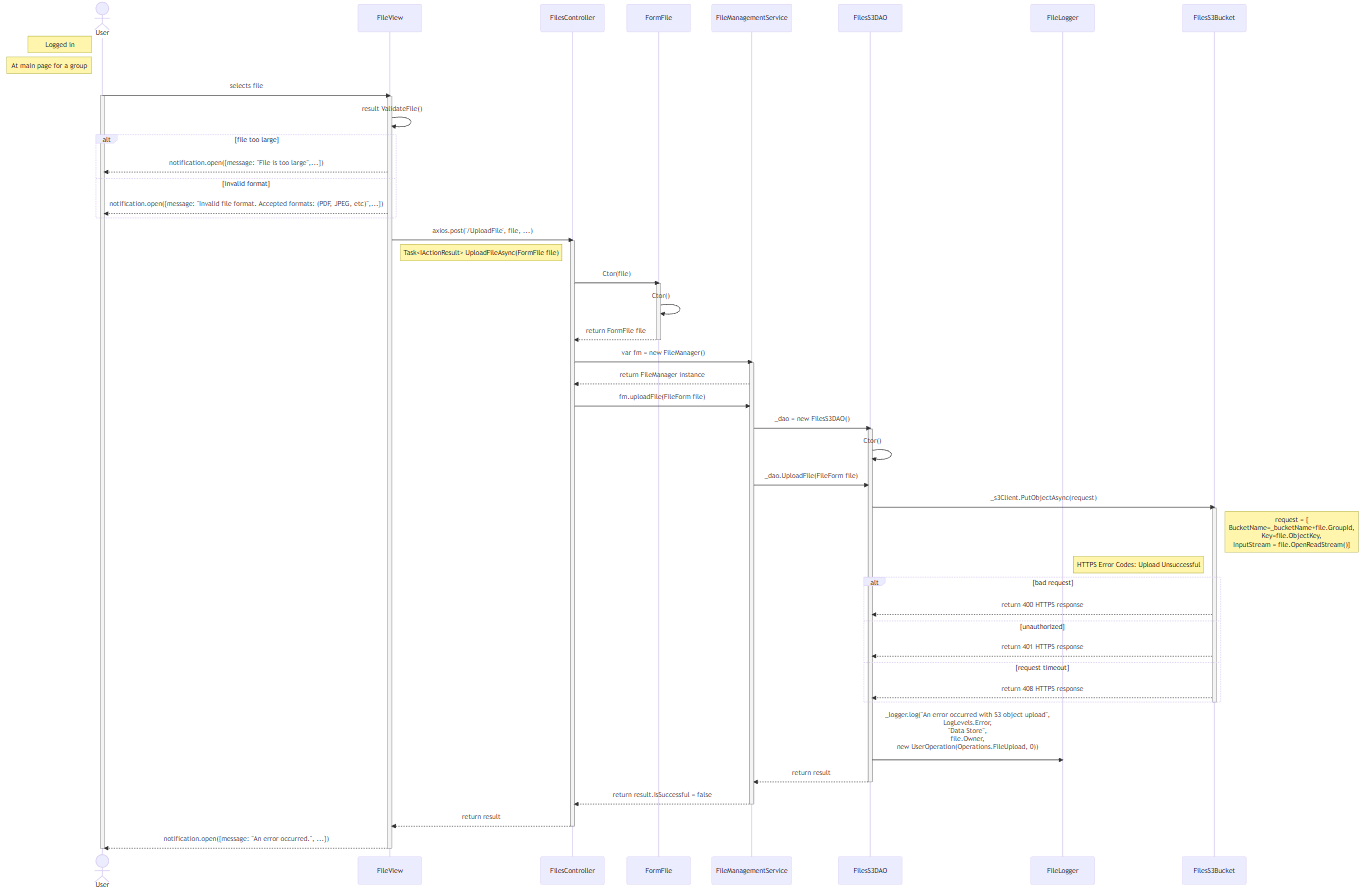 User
FileView
FilesController
FormFile
FileManagementService
FilesS3DAO
FileLogger
FilesS3Bucket
Logged In
At main page for a group
selects file
result ValidateFile()
alt
[file too large]
notification.open([message: "File is too large",...])
[invalid format]
notification.open([message: "Invalid file format. Accepted formats: (PDF, JPEG, etc)",...])
axios.post('/UploadFile', file, ...)
Task<IActionResult> UploadFileAsync(FormFile file)
Ctor(file)
Ctor()
return FormFile file
var fm = new FileManager()
return FileManager instance
fm.uploadFile(FileForm file)
_dao = new FilesS3DAO()
Ctor()
_dao.UploadFile(FileForm file)
_s3Client.PutObjectAsync(request)
request = [
BucketName=_bucketName+file.GroupId,
Key=file.ObjectKey,
InputStream = file.OpenReadStream()]
HTTPS Error Codes: Upload Unsuccessful
alt
[bad request]
return 400 HTTPS response
[unauthorized]
return 401 HTTPS response
[request timeout]
return 408 HTTPS response
_logger.log("An error occurred with S3 object upload",
LogLevels.Error,
"Data Store",
file.Owner,
new UserOperation(Operations.FileUpload, 0))
return result
return result.isSuccessful = false
return result
notification.open([message: "An error occurred.", ...])
User
FileView
FilesController
FormFile
FileManagementService
FilesS3DAO
FileLogger
FilesS3Bucket